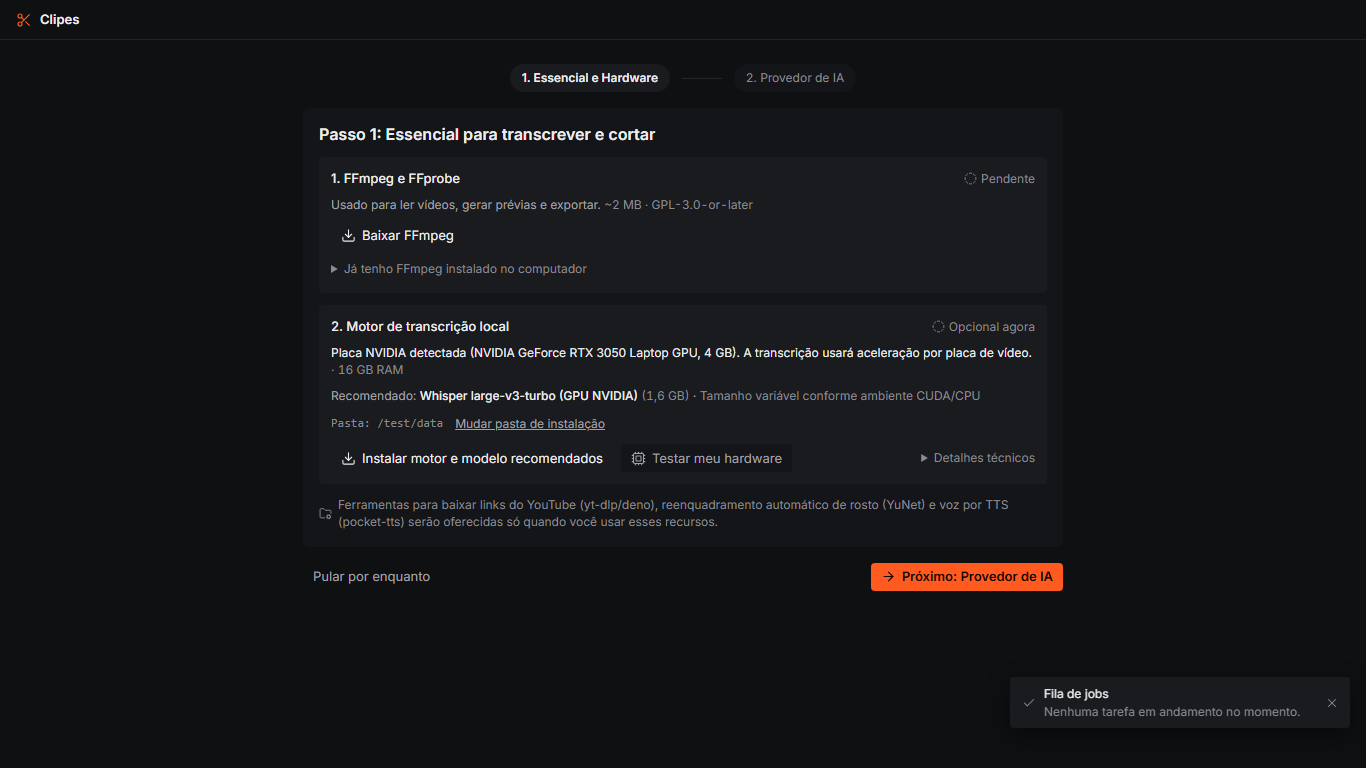 Clipes
1. Essencial e Hardware
2. Provedor de IA
Passo 1: Essencial para transcrever e cortar
1. FFmpeg e FFprobe
Pendente
Usado para ler vídeos, gerar prévias e exportar. ~2 MB · GPL-3.0-or-later
Baixar FFmpeg
Já tenho FFmpeg instalado no computador
2. Motor de transcrição local
Opcional agora
Placa NVIDIA detectada (NVIDIA GeForce RTX 3050 Laptop GPU, 4 GB). A transcrição usará aceleração por placa de vídeo.
· 16 GB RAM
Recomendado: Whisper large-v3-turbo (GPU NVIDIA) (1,6 GB) · Tamanho variável conforme ambiente CUDA/CPU
Pasta: /test/data Mudar pasta de instalação
Instalar motor e modelo recomendados
Testar meu hardware
Detalhes técnicos
Ferramentas para baixar links do YouTube (yt-dlp/deno), reenquadramento automático de rosto (YuNet) e voz por TTS
(pocket-tts) serão oferecidas só quando você usar esses recursos.
Pular por enquanto
Próximo: Provedor de IA
Fila de jobs
Nenhuma tarefa em andamento no momento.